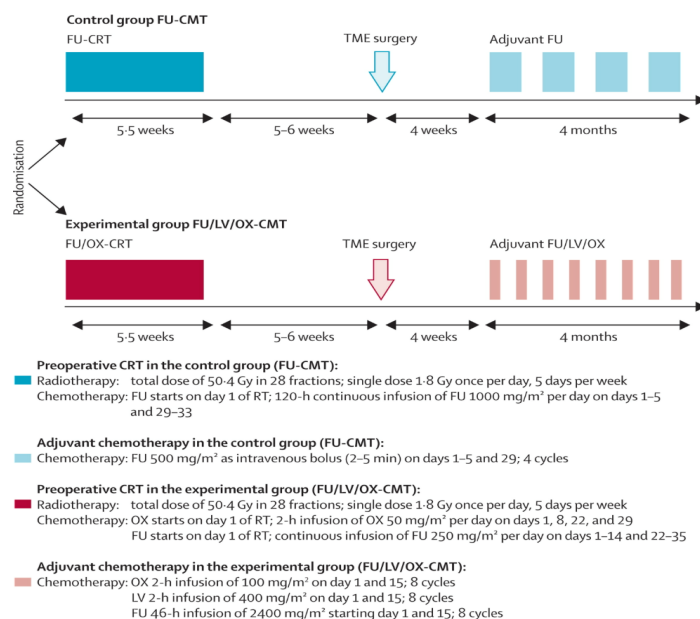 Control group FU-CMT
FU-CRT
TME surgery
Adjuvant FU
5·5 weeks
5–6 weeks
4 weeks
4 months
Randomisation
Experimental group FU/LV/OX-CMT
FU/OX-CRT
TME surgery
Adjuvant FU/LV/OX
5·5 weeks
5–6 weeks
4 weeks
4 months
Preoperative CRT in the control group (FU-CMT):
Radiotherapy: total dose of 50·4 Gy in 28 fractions; single dose 1·8 Gy once per day, 5 days per week
Chemotherapy: FU starts on day 1 of RT; 120-h continuous infusion of FU 1000 mg/m² per day on days 1–5
and 29–33
Adjuvant chemotherapy in the control group (FU-CMT):
Chemotherapy: FU 500 mg/m² as intravenous bolus (2–5 min) on days 1–5 and 29; 4 cycles
Preoperative CRT in the experimental group (FU/LV/OX-CMT):
Radiotherapy: total dose of 50·4 Gy in 28 fractions; single dose 1·8 Gy once per day, 5 days per week
Chemotherapy: OX starts on day 1 of RT; 2-h infusion of OX 50 mg/m² per day on days 1, 8, 22, and 29
FU starts on day 1 of RT; continuous infusion of FU 250 mg/m² per day on days 1–14 and 22–35
Adjuvant chemotherapy in the experimental group (FU/LV/OX-CMT):
Chemotherapy: OX 2-h infusion of 100 mg/m² on day 1 and 15; 8 cycles
LV 2-h infusion of 400 mg/m² on day 1 and 15; 8 cycles
FU 46-h infusion of 2400 mg/m² starting day 1 and 15; 8 cycles